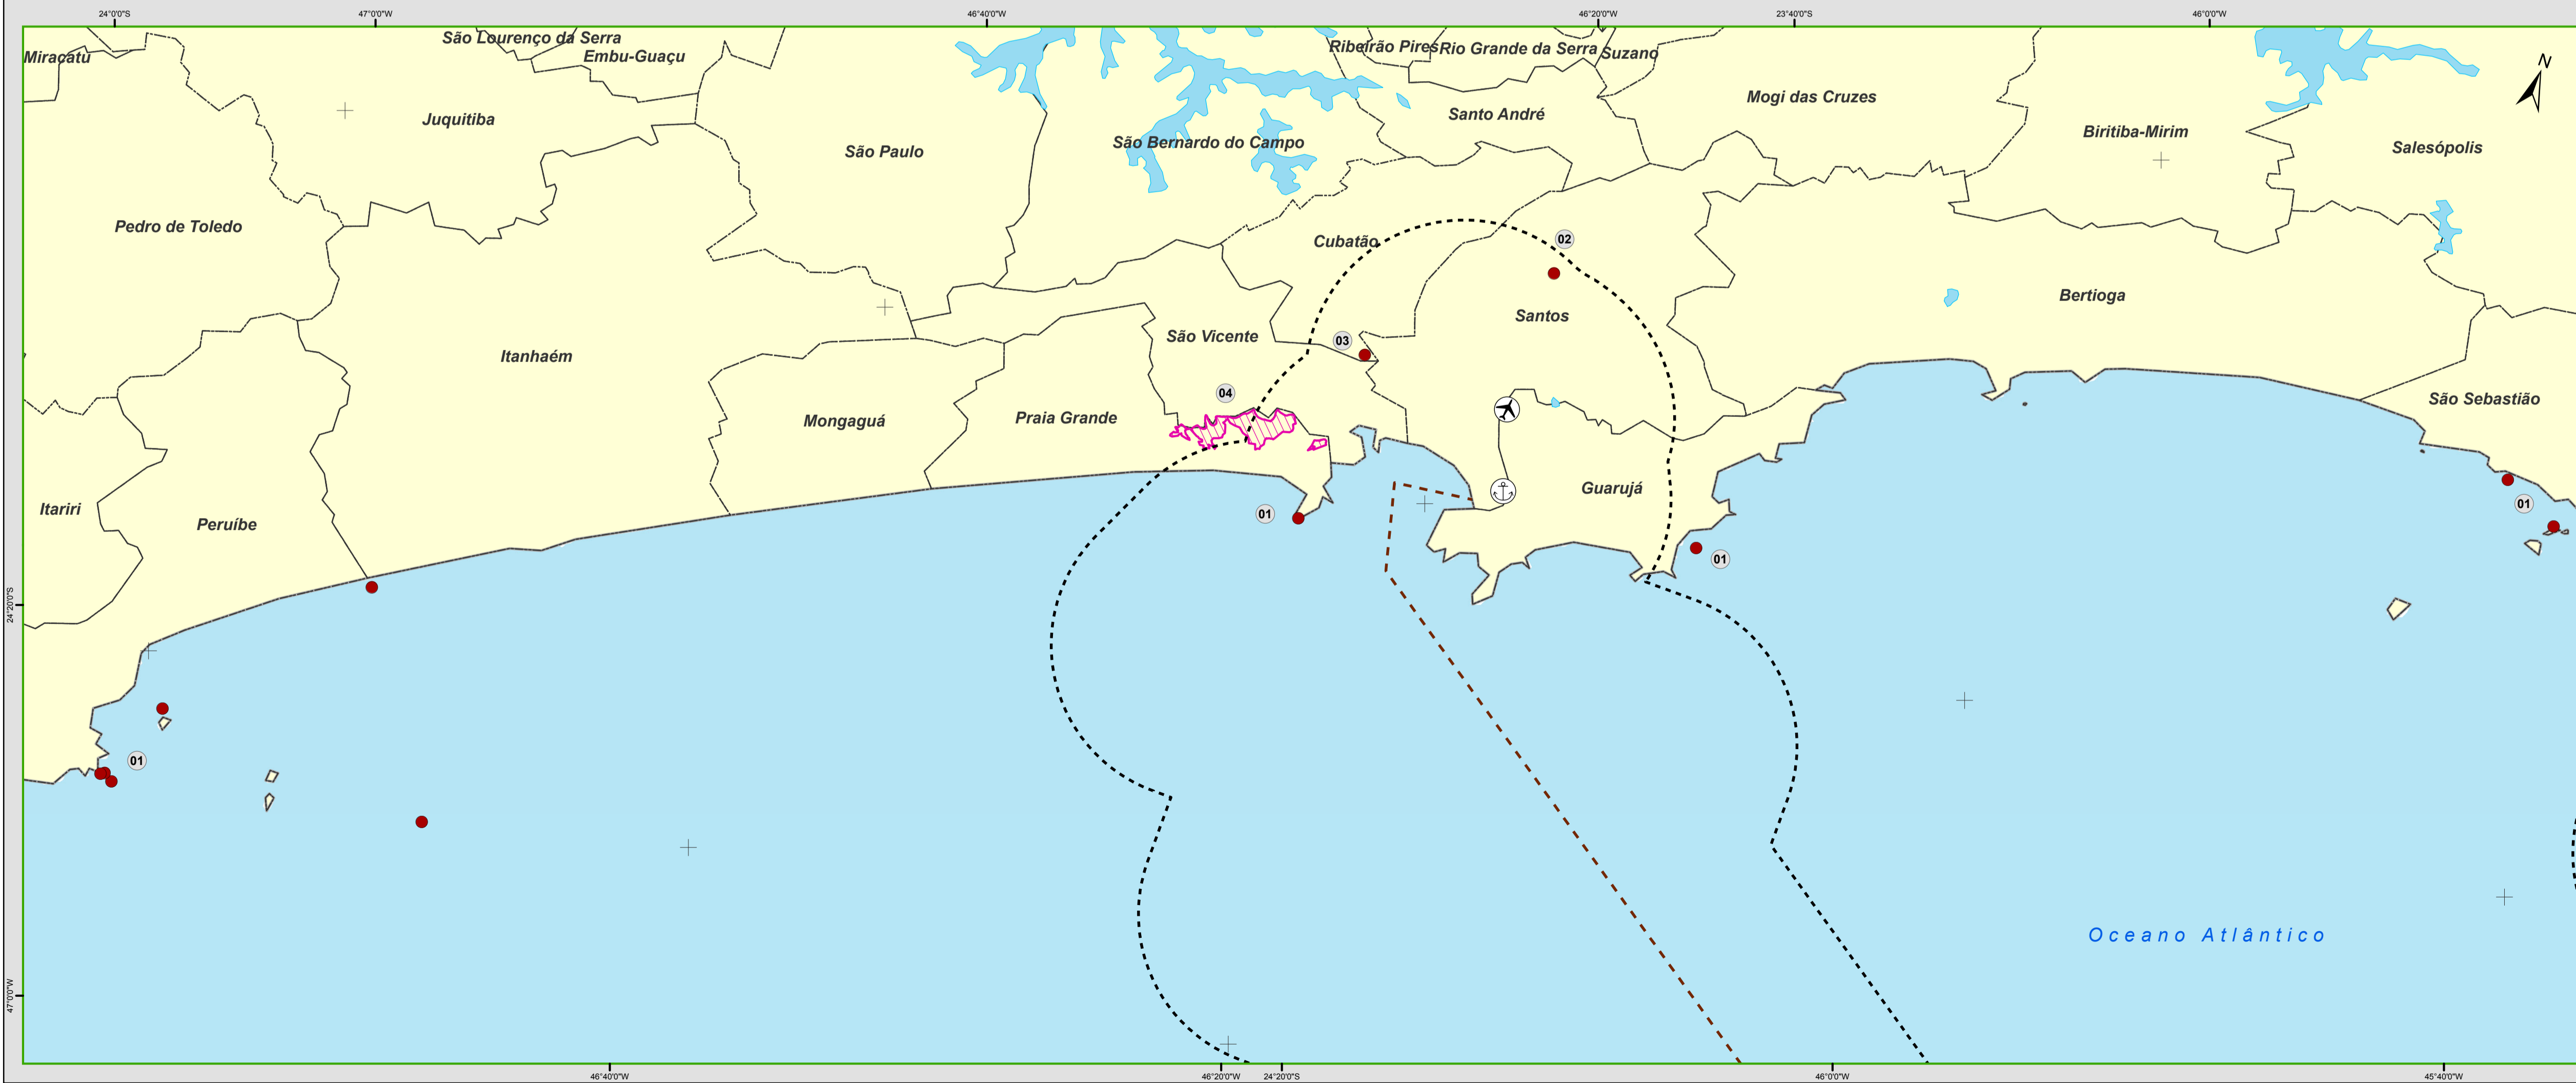 24°0'0"S
47°0'0"W
46°40'0"W
46°20'0"W
23°40'0"S
46°0'0"W
São Lourenço da Serra
Miracatu
Embu-Guaçu
Ribeirão Pires
Rio Grande da Serra
Suzano
N
Juquitiba
Santo André
Mogi das Cruzes
São Paulo
São Bernardo do Campo
Biritiba-Mirim
Salesópolis
Pedro de Toledo
Cubatão
02
Bertioga
Santos
Itanhaém
São Vicente
03
04
Mongaguá
Praia Grande
São Sebastião
Itariri
Peruíbe
Guarujá
01
01
01
24°20'0"S
01
Oceano Atlântico
47°0'0"W
46°40'0"W
46°20'0"W
24°20'0"S
46°0'0"W
45°40'0"W